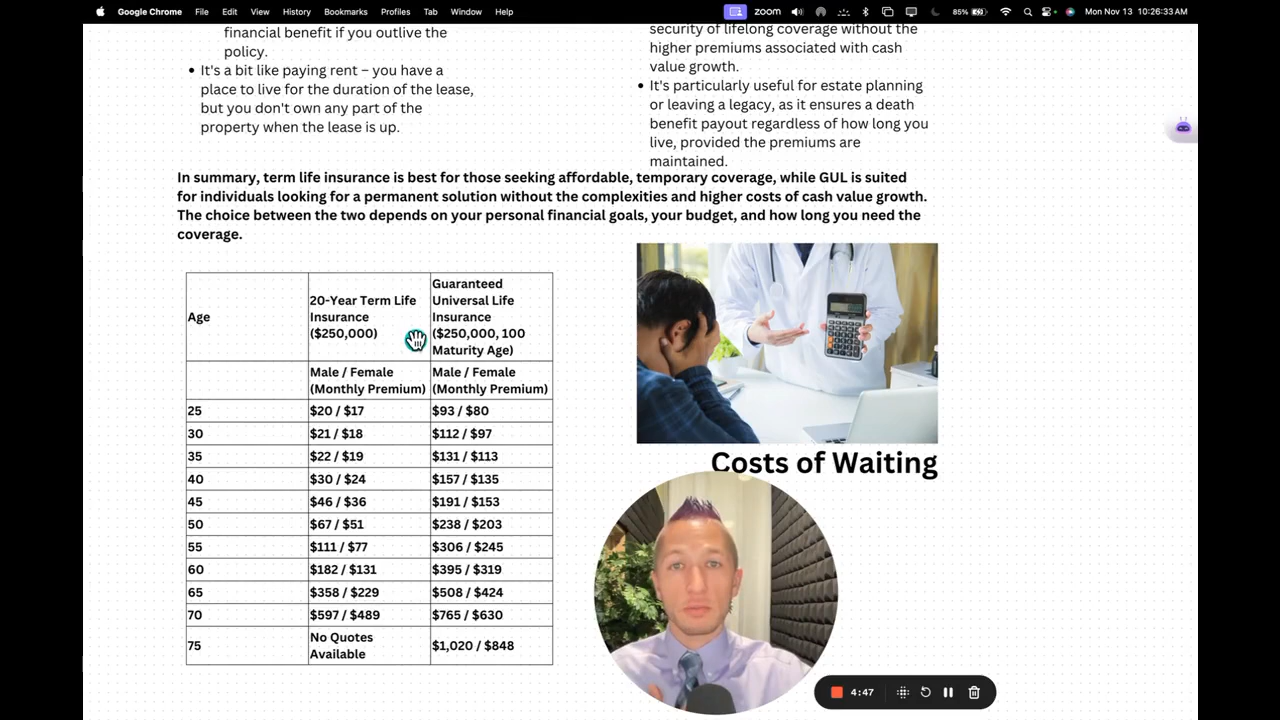 Google Chrome File Edit View History Bookmarks Profiles Tab Window Help zoom 85% Mon Nov 13 10:26:33 AM
financial benefit if you outlive the
policy.
• It's a bit like paying rent – you have a
place to live for the duration of the lease,
but you don't own any part of the
property when the lease is up.
security of lifelong coverage without the
higher premiums associated with cash
value growth.
• It's particularly useful for estate planning
or leaving a legacy, as it ensures a death
benefit payout regardless of how long you
live, provided the premiums are
maintained.
In summary, term life insurance is best for those seeking affordable, temporary coverage, while GUL is suited
for individuals looking for a permanent solution without the complexities and higher costs of cash value growth.
The choice between the two depends on your personal financial goals, your budget, and how long you need the
coverage.
Age
20-Year Term Life
Insurance
($250,000)
Guaranteed
Universal Life
Insurance
($250,000, 100
Maturity Age)
Male / Female
(Monthly Premium)
Male / Female
(Monthly Premium)
25 $20 / $17 $93 / $80
30 $21 / $18 $112 / $97
35 $22 / $19 $131 / $113
40 $30 / $24 $157 / $135
45 $46 / $36 $191 / $153
50 $67 / $51 $238 / $203
55 $111 / $77 $306 / $245
60 $182 / $131 $395 / $319
65 $358 / $229 $508 / $424
70 $597 / $489 $765 / $630
75 No Quotes
Available $1,020 / $848
Costs of Waiting
4:47